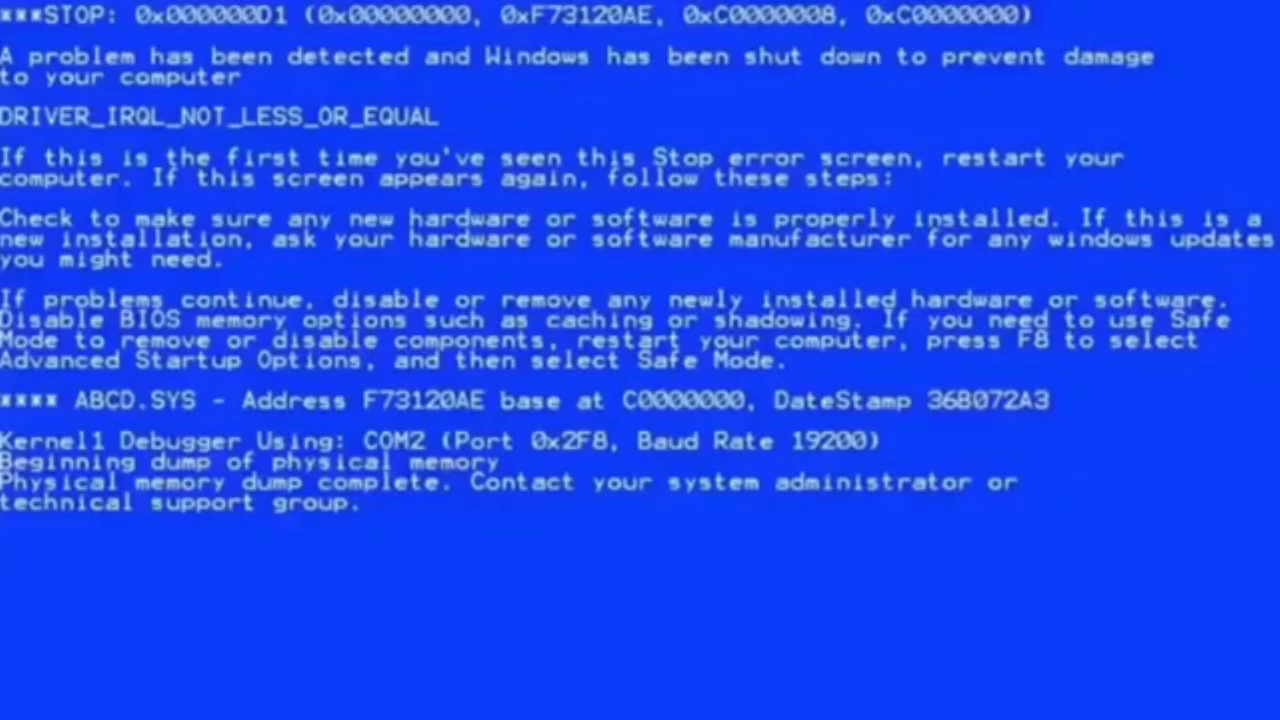 ***STOP: 0x000000D1 (0x00000000, 0xF73120AE, 0xC0000008, 0xC0000000)
A problem has been detected and Windows has been shut down to prevent damage
to your computer
DRIVER_IRQL_NOT_LESS_OR_EQUAL
If this is the first time you've seen this Stop error screen, restart your
computer. If this screen appears again, follow these steps:
Check to make sure any new hardware or software is properly installed. If this is a
new installation, ask your hardware or software manufacturer for any windows updates
you might need.
If problems continue, disable or remove any newly installed hardware or software.
Disable BIOS memory options such as caching or shadowing. If you need to use Safe
Mode to remove or disable components, restart your computer, press F8 to select
Advanced Startup Options, and then select Safe Mode.
**** ABCD.SYS - Address F73120AE base at C0000000, DateStamp 36B072A3
Kernel1 Debugger Using: COM2 (Port 0x2F8, Baud Rate 19200)
Beginning dump of physical memory
Physical memory dump complete. Contact your system administrator or
technical support group.